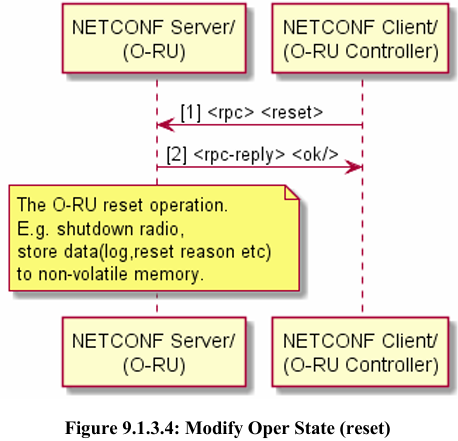 NETCONF Server/
(O-RU)
NETCONF Client/
(O-RU Controller)
[1] <rpc> <reset>
[2] <rpc-reply> <ok/>
The O-RU reset operation.
E.g. shutdown radio,
store data(log,reset reason etc)
to non-volatile memory.
NETCONF Server/
(O-RU)
NETCONF Client/
(O-RU Controller)
Figure 9.1.3.4: Modify Oper State (reset)